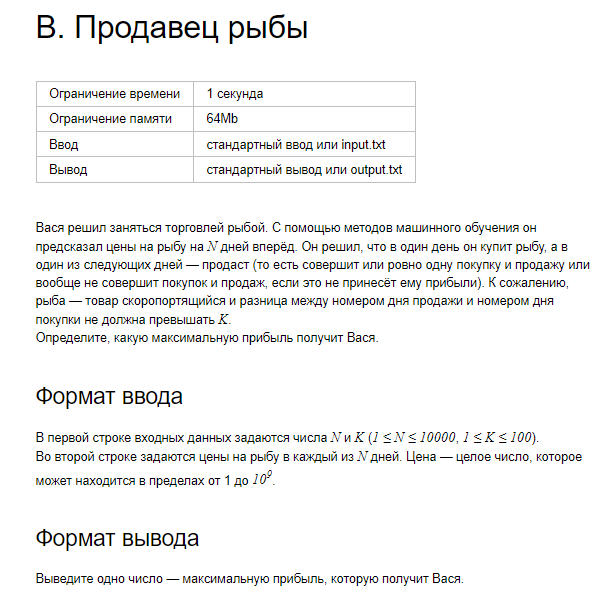 B. Продавец рыбы
Ограничение времени 1 секунда
Ограничение памяти 64Mb
Ввод стандартный ввод или input.txt
Вывод стандартный вывод или output.txt
Вася решил заняться торговлей рыбой. С помощью методов машинного обучения он
предсказал цены на рыбу на N дней вперёд. Он решил, что в один день он купит рыбу, а в
один из следующих дней — продаст (то есть совершит или ровно одну покупку и продажу или
вообще не совершит покупок и продаж, если это не принесёт ему прибыли). К сожалению,
рыба — товар скоропортящийся и разница между номером дня продажи и номером дня
покупки не должна превышать K.
Определите, какую максимальную прибыль получит Вася.
Формат ввода
В первой строке входных данных задаются числа N и K (1 ≤ N ≤ 10000, 1 ≤ K ≤ 100).
Во второй строке задаются цены на рыбу в каждый из N дней. Цена — целое число, которое
может находится в пределах от 1 до 10⁹.
Формат вывода
Выведите одно число — максимальную прибыль, которую получит Вася.